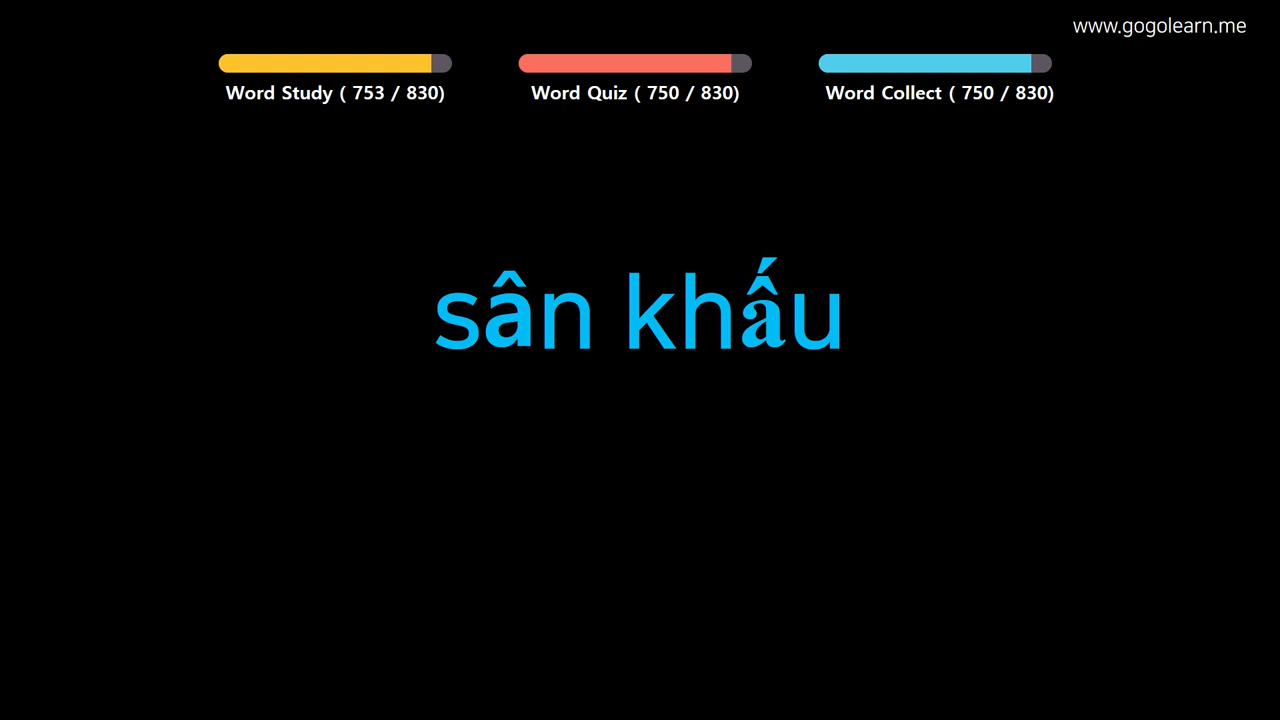 www.gogolearn.me
Word Study ( 753 / 830)
Word Quiz ( 750 / 830)
Word Collect ( 750 / 830)
sân khấu